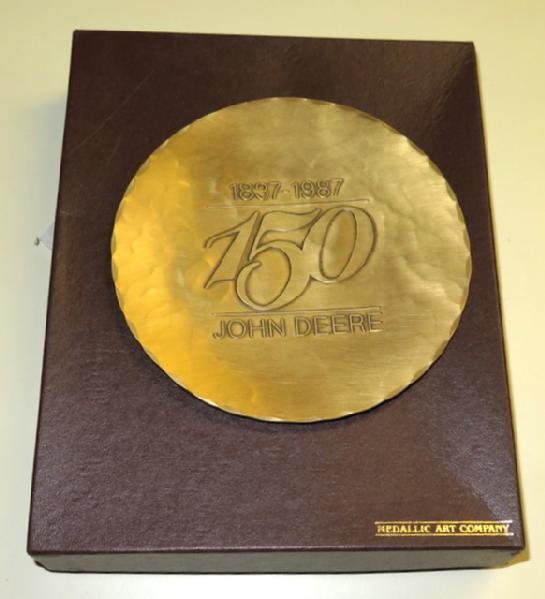 1837-1987
150
JOHN DEERE
MEDALLIC ART COMPANY